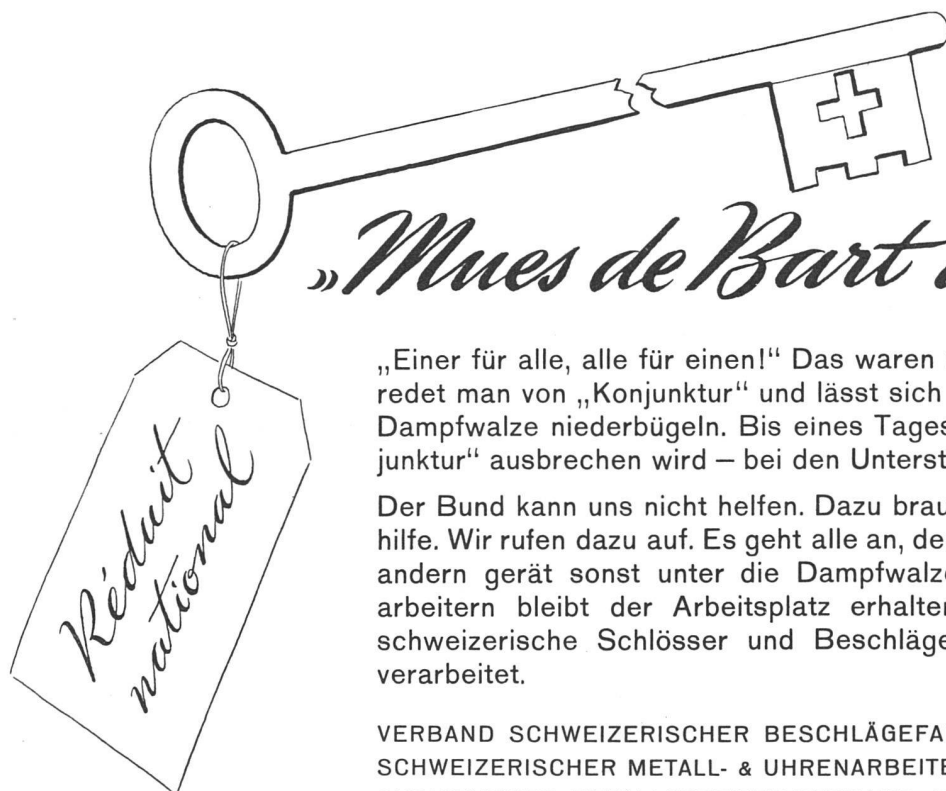 »Mues de Bart
„Einer für alle, alle für einen!“ Das waren
redet man von „Konjunktur“ und lässt sich
Dampfwalze niederbügeln. Bis eines Tages
junktur“ ausbrechen wird — bei den Unterst
Der Bund kann uns nicht helfen. Dazu brau
hilfe. Wir rufen dazu auf. Es geht alle an, de
andern gerät sonst unter die Dampfwalze
arbeitern bleibt der Arbeitsplatz erhalten
schweizerische Schlösser und Beschläge
verarbeitet.
VERBAND SCHWEIZERISCHER BESCHLÄGEFA
SCHWEIZERISCHER METALL- & UHRENARBEITE
Réduit
national